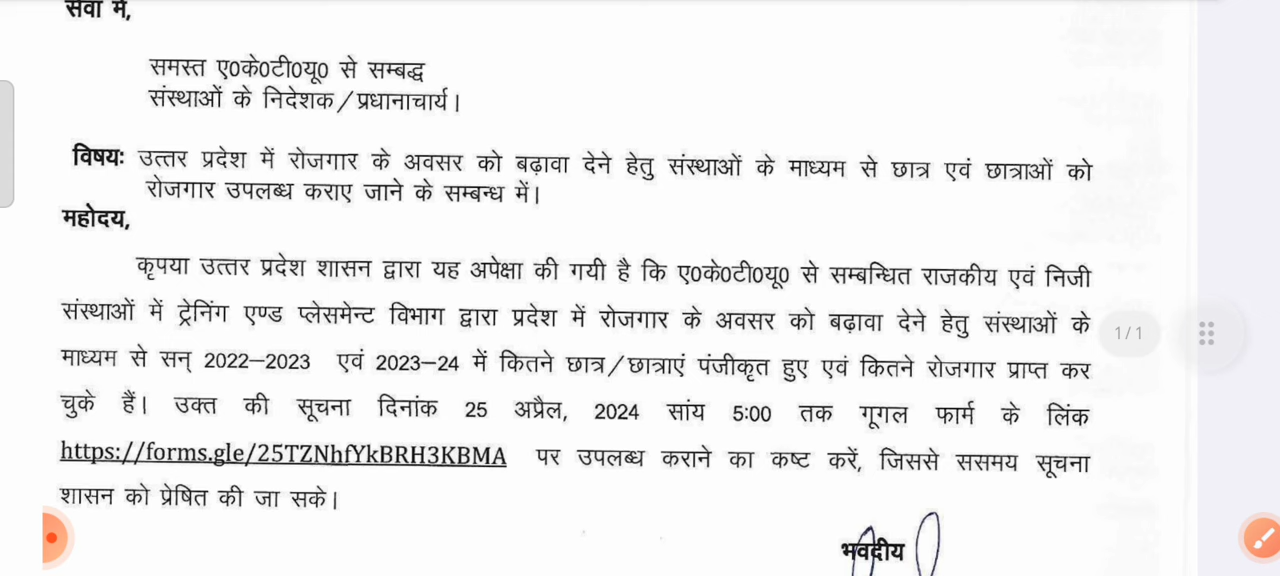 सेवा में,
समस्त ए0के0टी0यू0 से सम्बद्ध
संस्थाओं के निदेशक/प्रधानाचार्य।
विषयः उत्तर प्रदेश में रोजगार के अवसर को बढ़ावा देने हेतु संस्थाओं के माध्यम से छात्र एवं छात्राओं को
रोजगार उपलब्ध कराए जाने के सम्बन्ध में।
महोदय,
कृपया उत्तर प्रदेश शासन द्वारा यह अपेक्षा की गयी है कि ए0के0टी0यू0 से सम्बन्धित राजकीय एवं निजी
संस्थाओं में ट्रेनिंग एण्ड प्लेसमेन्ट विभाग द्वारा प्रदेश में रोजगार के अवसर को बढ़ावा देने हेतु संस्थाओं के
माध्यम से सन् 2022–2023 एवं 2023–24 में कितने छात्र/छात्राएं पंजीकृत हुए एवं कितने रोजगार प्राप्त कर
चुके हैं। उक्त की सूचना दिनांक 25 अप्रैल, 2024 सांय 5:00 तक गूगल फार्म के लिंक
https://forms.gle/25TZNhfYkBRH3KBMA पर उपलब्ध कराने का कष्ट करें, जिससे ससमय सूचना
शासन को प्रेषित की जा सके।
भवदीय
1/1